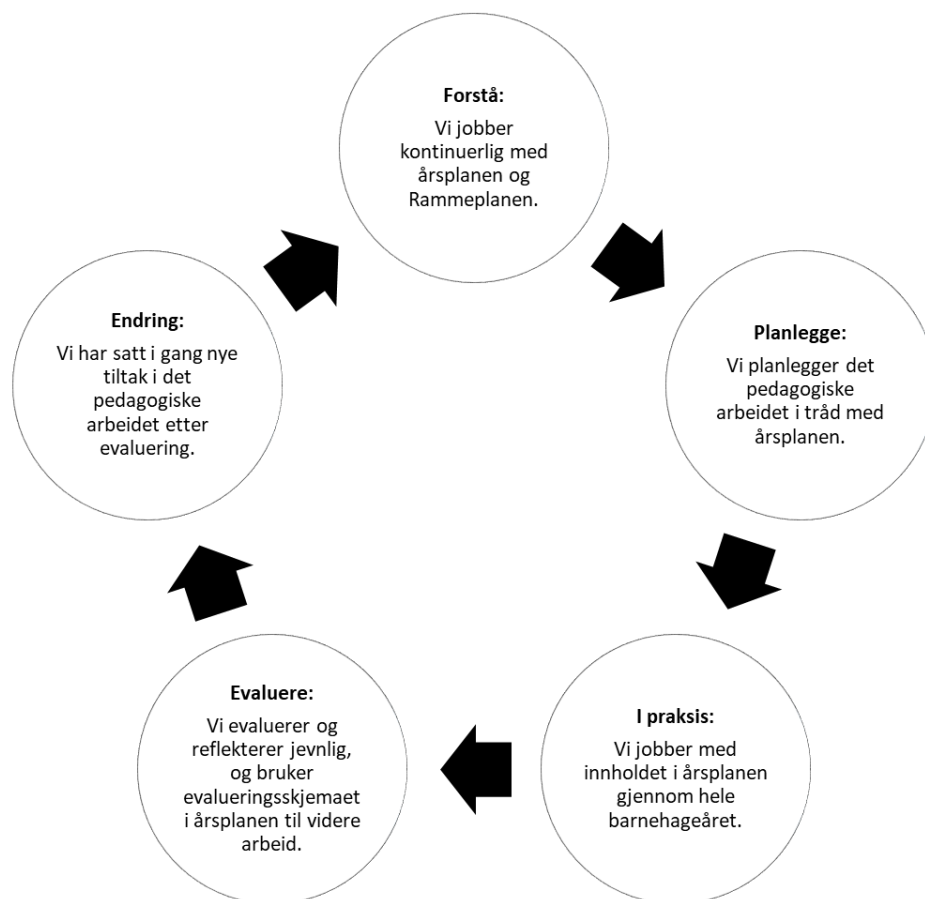 Forstå:
Vi jobber
kontinuerlig med
årsplanen og
Rammeplanen.
Planlegge:
Vi planlegger det
pedagogiske
arbeidet i tråd med
årsplanen.
I praksis:
Vi jobber med
innholdet i årsplanen
gjennom hele
barnehageåret.
Evaluere:
Vi evaluerer og
reflekterer jevnlig,
og bruker
evalueringsskjemaet
i årsplanen til videre
arbeid.
Endring:
Vi har satt i gang nye
tiltak i det
pedagogiske
arbeidet etter
evaluering.